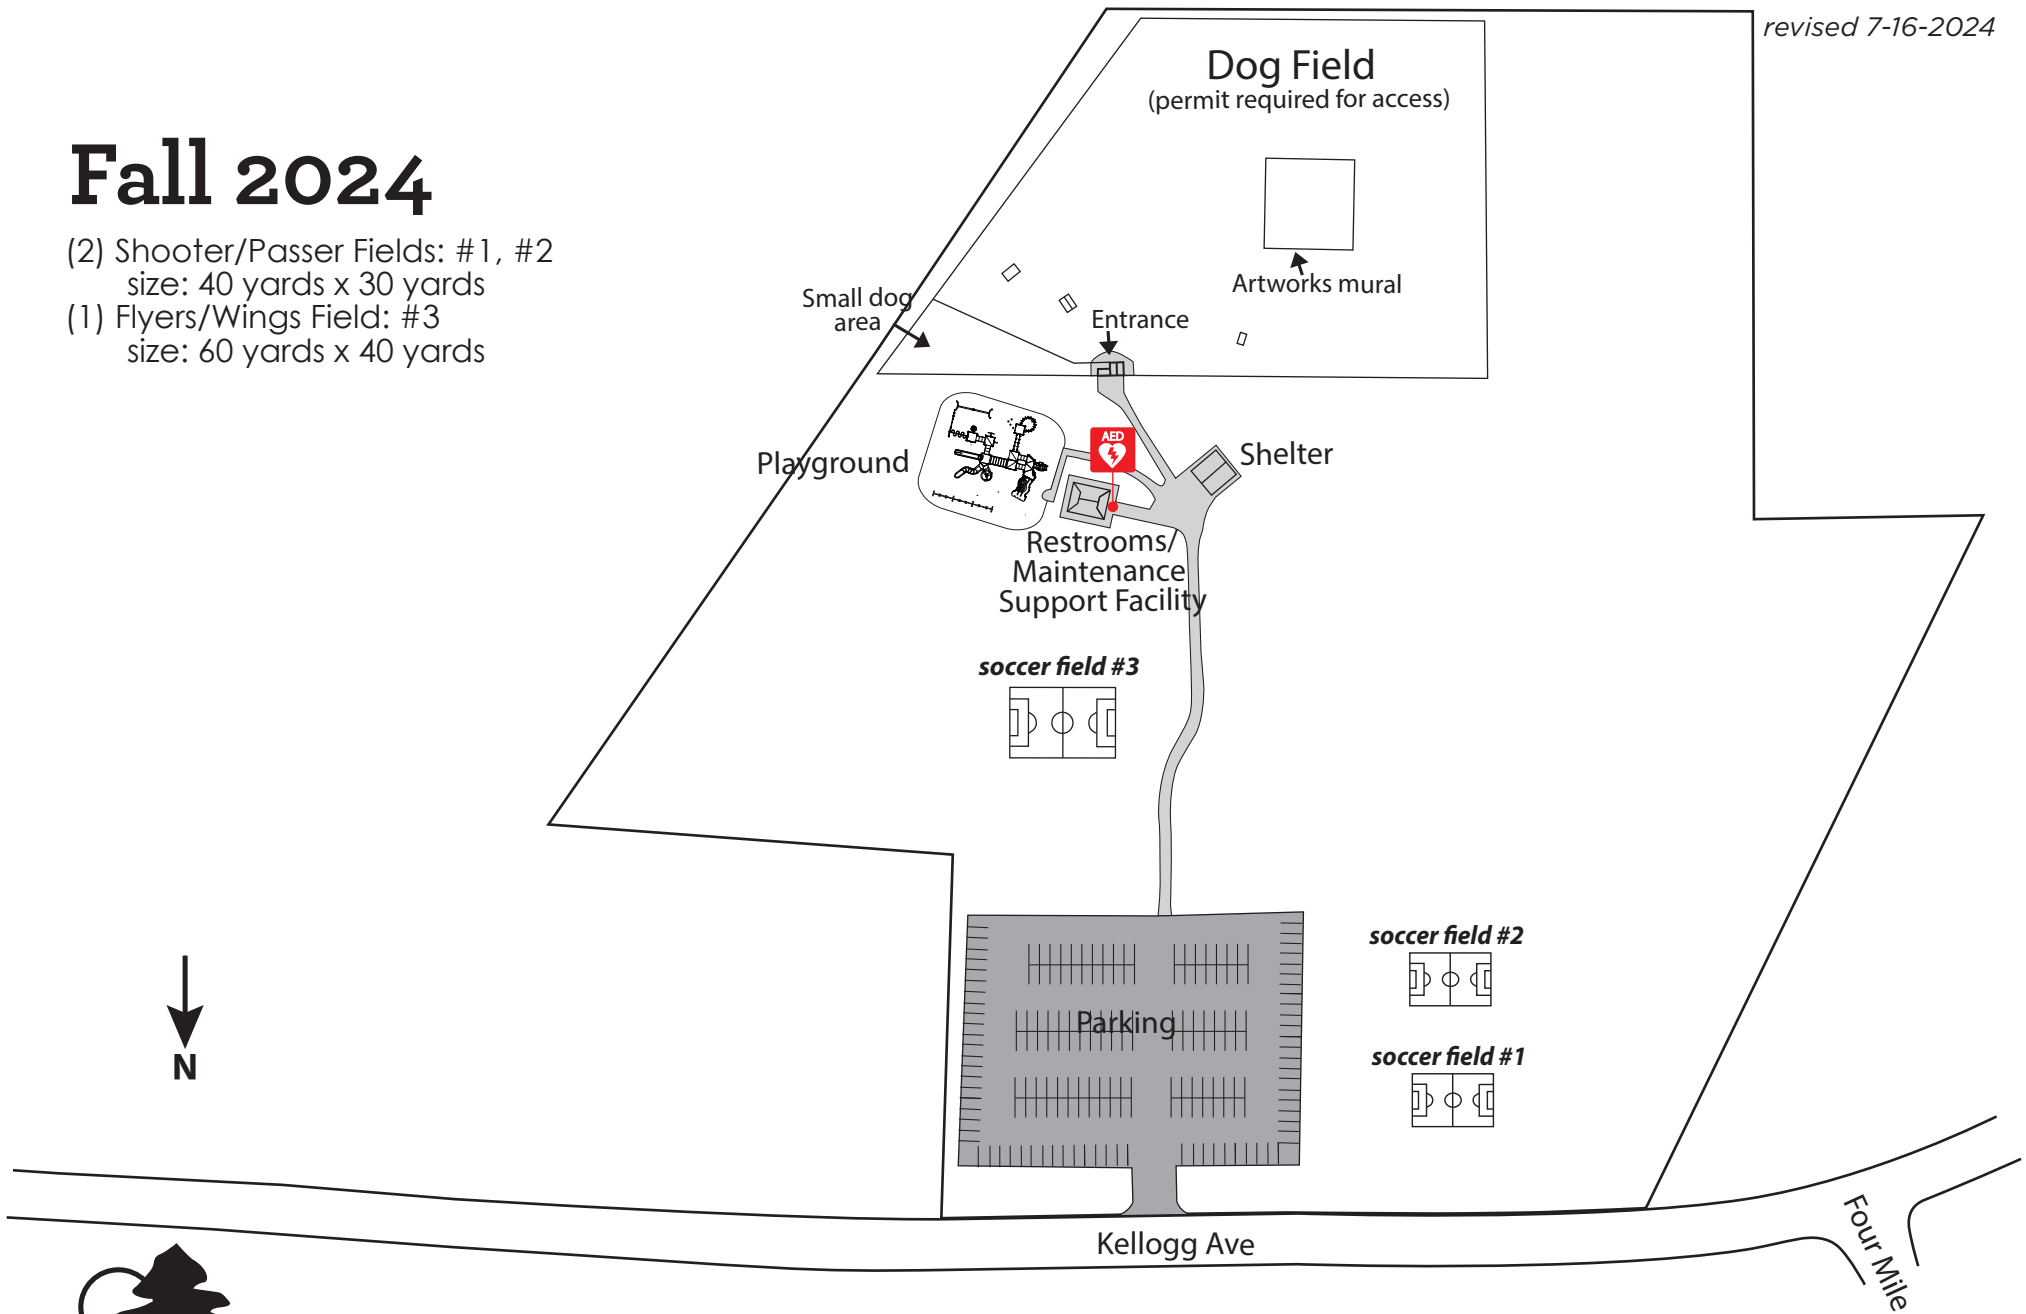 revised 7-16-2024
Dog Field
(permit required for access)
Fall 2024
(2) Shooter/Passer Fields: #1, #2
size: 40 yards x 30 yards
(1) Flyers/Wings Field: #3
size: 60 yards x 40 yards
Artworks mural
Small dog
area
Entrance
AED
Playground
Shelter
Restrooms/
Maintenance
Support Facility
soccer field #3
soccer field #2
Parking
soccer field #1
N
Kellogg Ave
Four Mile